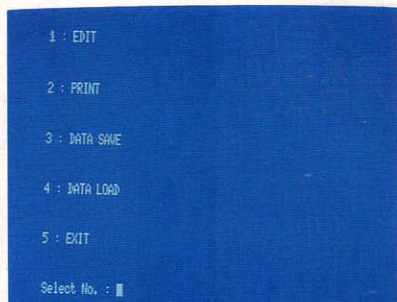 1 : EDIT
2 : PRINT
3 : DATA SAVE
4 : DATA LOAD
5 : EXIT
Select No. :